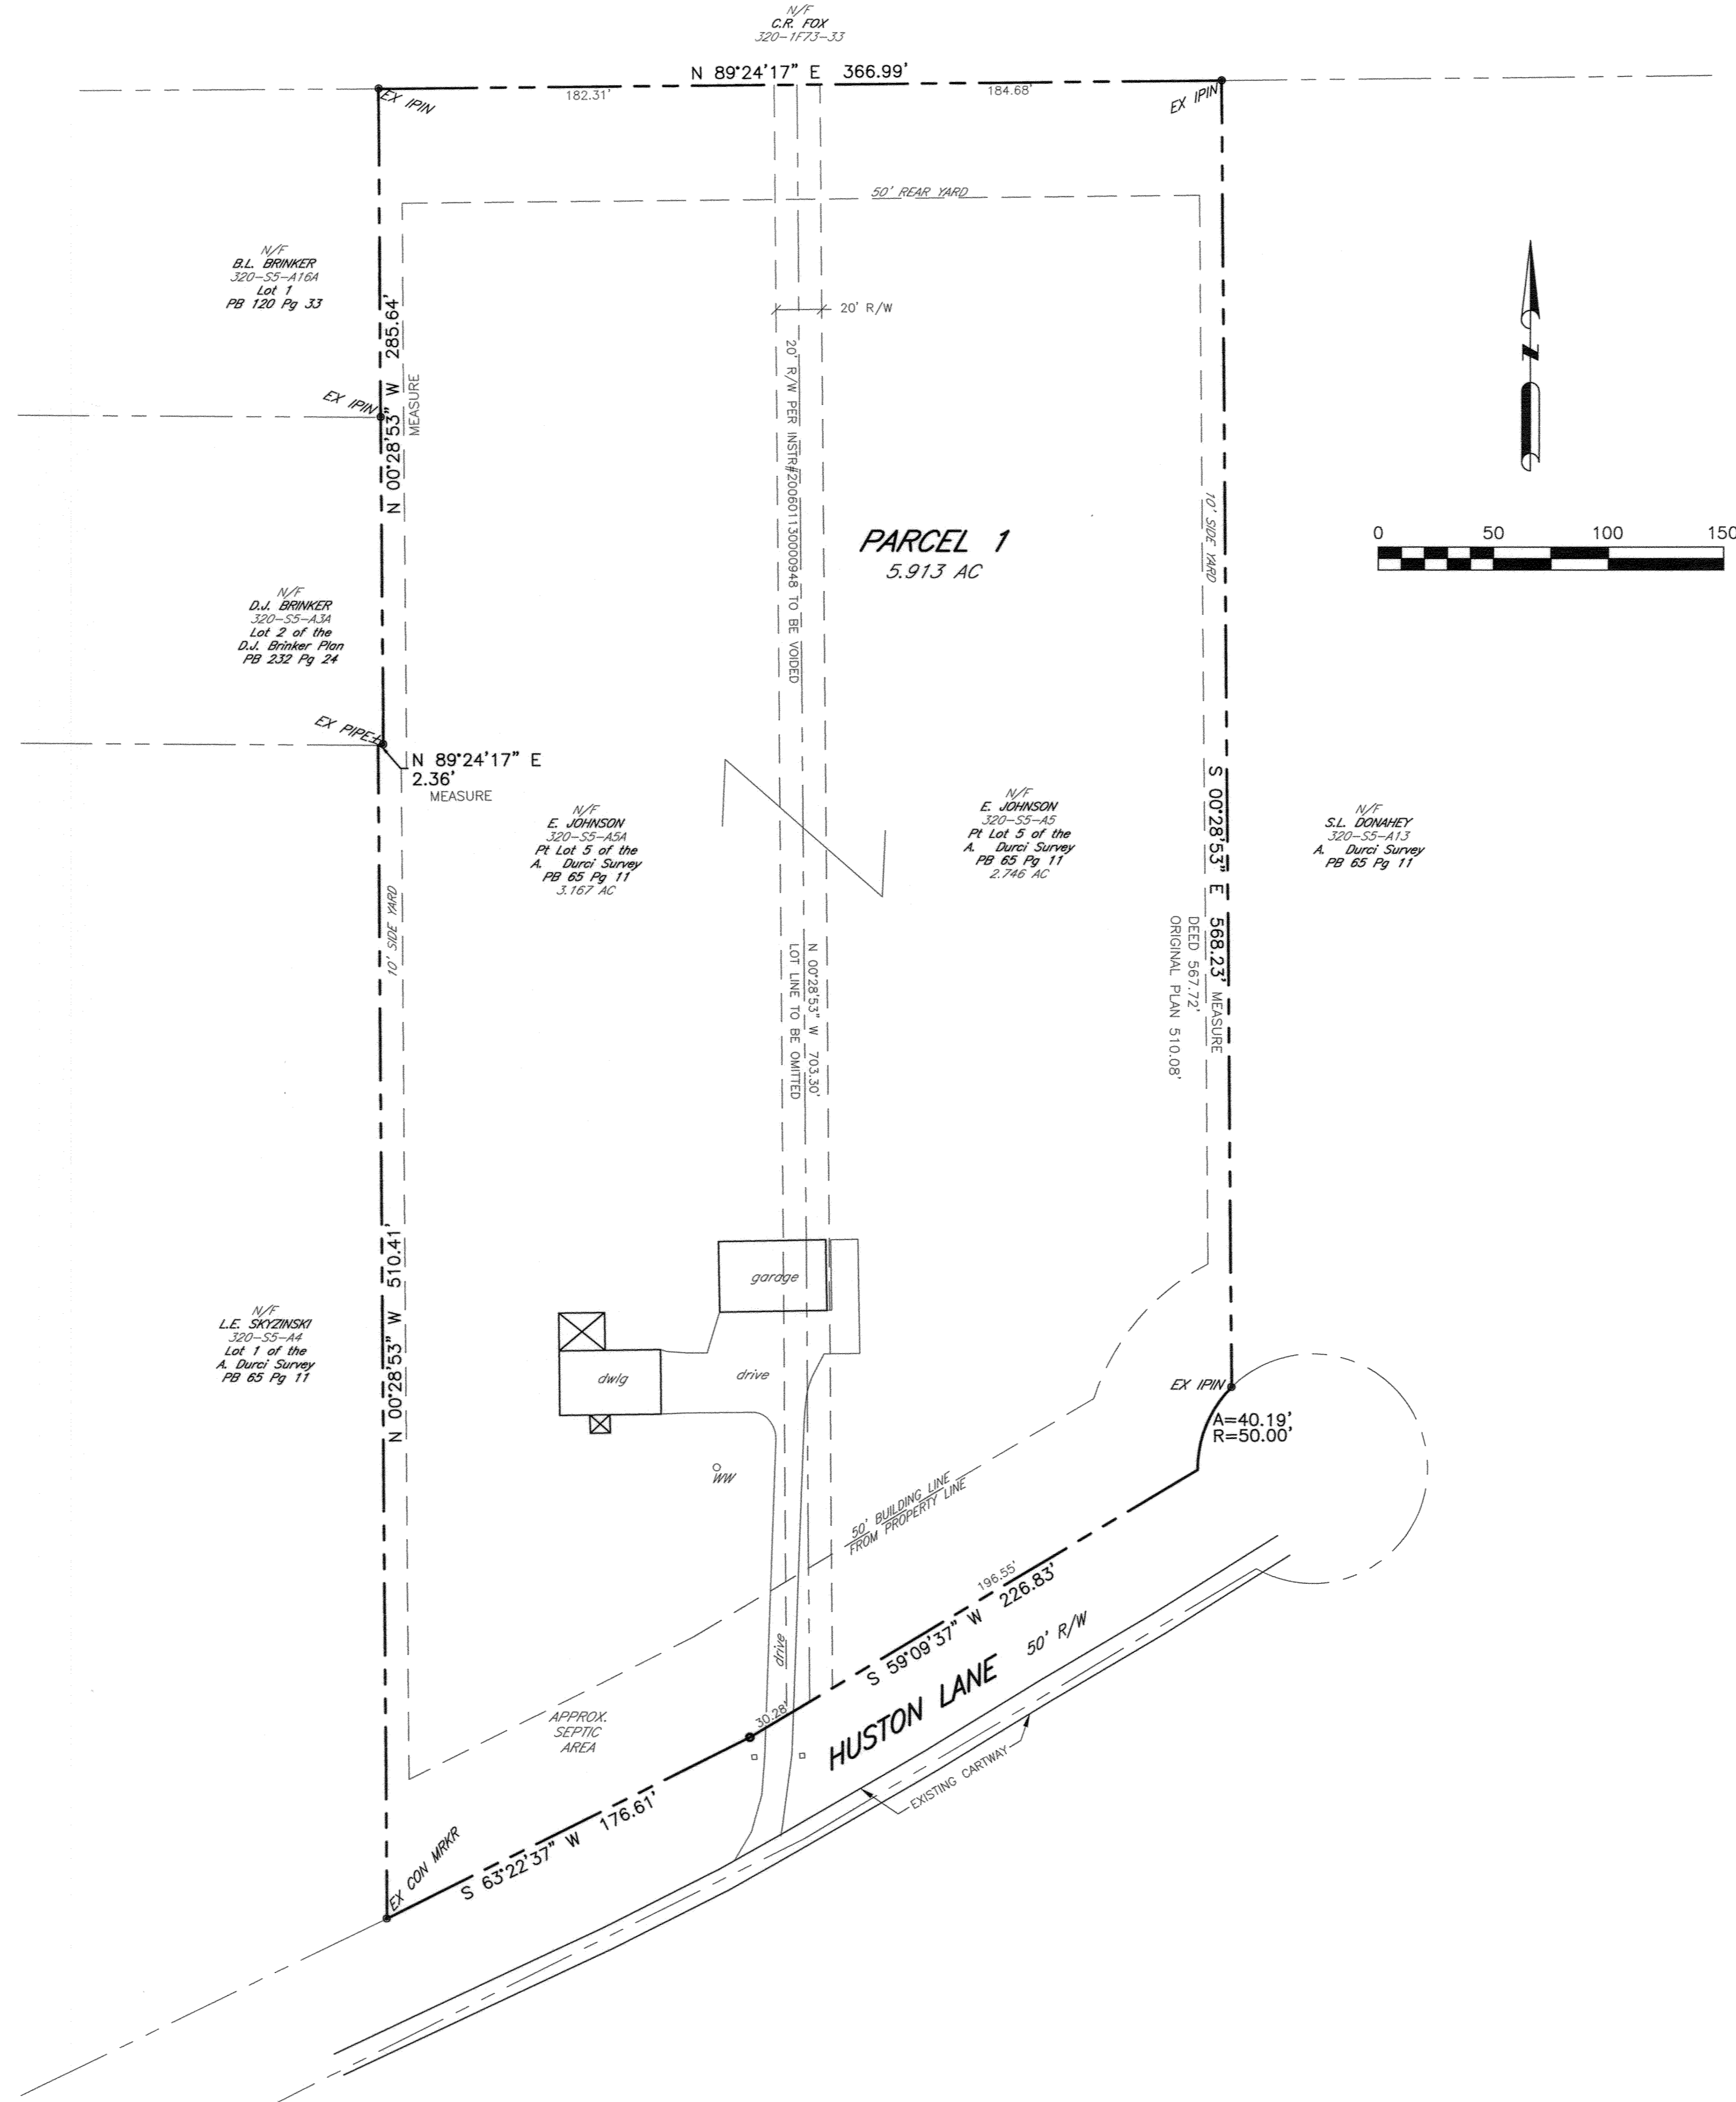 N/F
C.R. FOX
320-1F73-33
N 89°24'17" E 366.99'
182.31'
184.68'
EX IPIN
EX IPIN
50' REAR YARD
N/F
B.L. BRINKER
320-S5-A16A
Lot 1
PB 120 Pg 33
N 00°28'53" W 285.64'
MEASURE
20' R/W
20' R/W PER INSTR#200601130000948 TO BE VOIDED
EX IPIN
PARCEL 1
5.913 AC
10' SIDE YARD
0 50 100 150
N
N/F
D.J. BRINKER
320-S5-A3A
Lot 2 of the
D.J. Brinker Plan
PB 232 Pg 24
EX PIPE
N 89°24'17" E
2.36'
MEASURE
N/F
E. JOHNSON
320-S5-A5A
Pt Lot 5 of the
A. Durci Survey
PB 65 Pg 11
3.167 AC
N/F
E. JOHNSON
320-S5-A5
Pt Lot 5 of the
A. Durci Survey
PB 65 Pg 11
2.746 AC
S 00°28'53" E 568.23' MEASURE
DEED 567.72'
ORIGINAL PLAN 510.08'
N/F
S.L. DONAHEY
320-S5-A13
A. Durci Survey
PB 65 Pg 11
10' SIDE YARD
N 00°28'53" W 703.30'
LOT LINE TO BE OMITTED
N 00°28'53" W 510.41'
garage
N/F
L.E. SKYZINSKI
320-S5-A4
Lot 1 of the
A. Durci Survey
PB 65 Pg 11
dwlg
drive
EX IPIN
A=40.19'
R=50.00'
WW
50' BUILDING LINE
FROM PROPERTY LINE
196.55'
S 59°09'37" W 226.83'
drive
HUSTON LANE 50' R/W
30.28'
APPROX.
SEPTIC
AREA
EXISTING CARTWAY
S 63°22'37" W 176.61'
EX CON MRKR